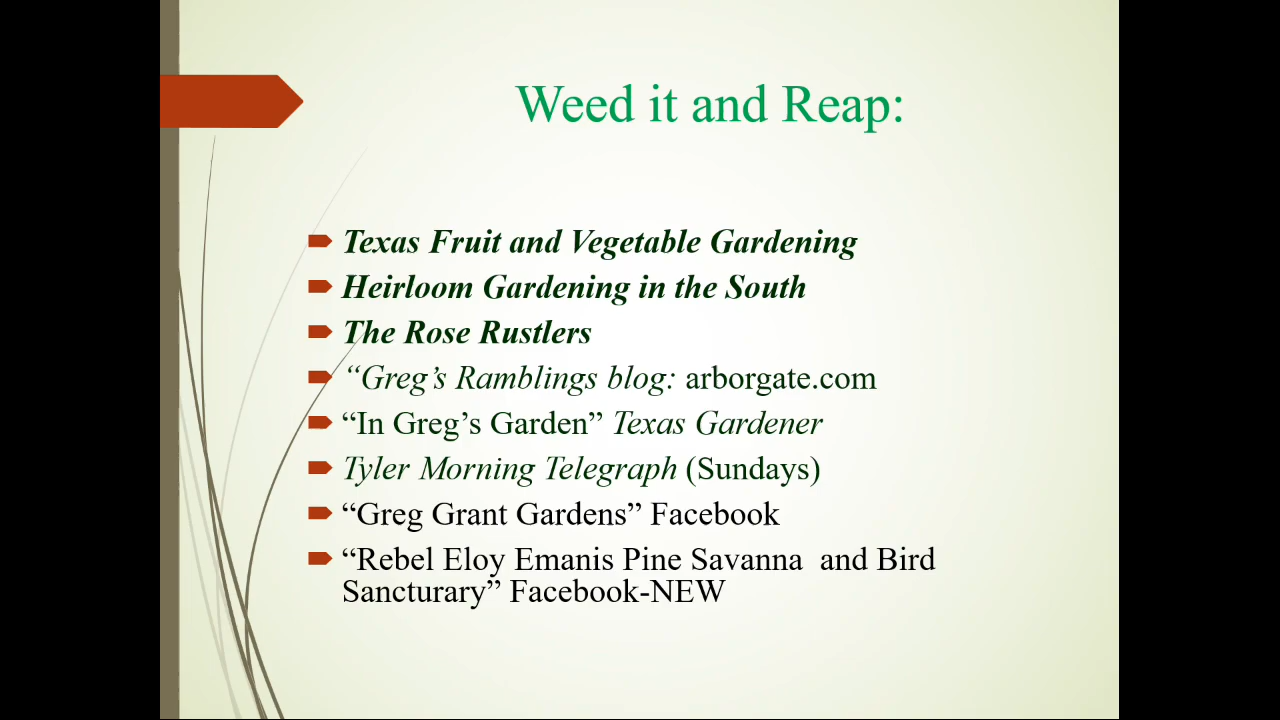 Weed it and Reap:
Texas Fruit and Vegetable Gardening
Heirloom Gardening in the South
The Rose Rustlers
“Greg’s Ramblings blog: arborgate.com
“In Greg’s Garden” Texas Gardener
Tyler Morning Telegraph (Sundays)
“Greg Grant Gardens” Facebook
“Rebel Eloy Emanis Pine Savanna  and Bird
Sancturary” Facebook-NEW